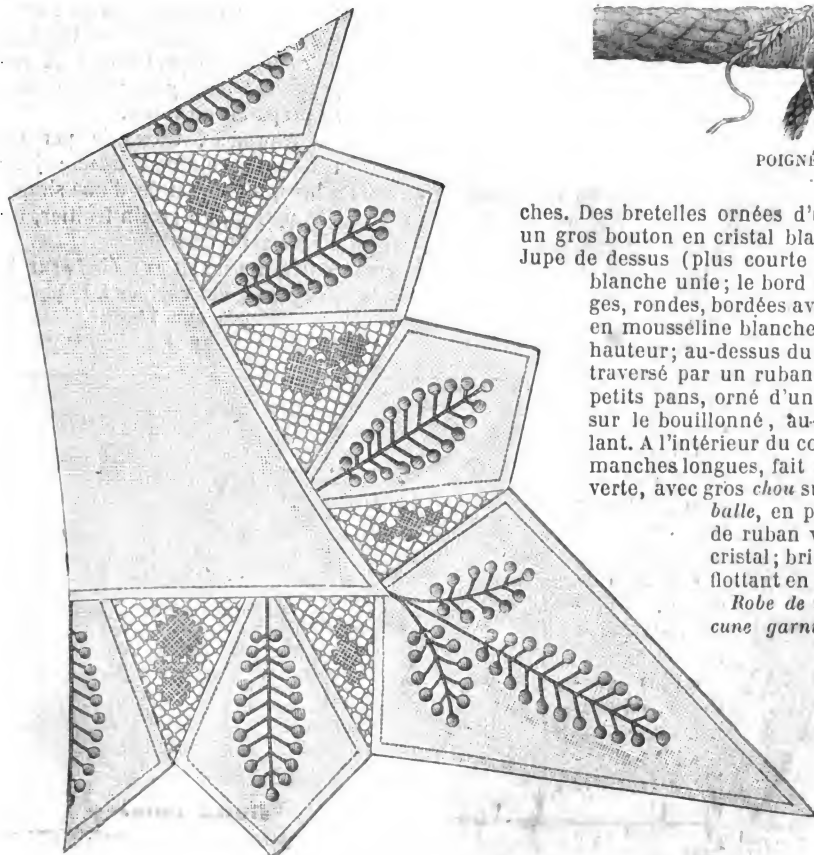 POIGNÉ
ches. Des bretelles ornées d'
un gros bouton en cristal bla
Jupe de dessus (plus courte
blanche unie; le bord
ges, rondes, bordées av
en mousseline blanche
hauteur; au-dessus du
traversé par un ruban
petits pans, orné d'un
sur le bouillonné, au-
lant. A l'intérieur du co
manches longues, fait
verte, avec gros chou su
balle, en p
de ruban v
cristal; bri
flottant en
Robe de
cune garni